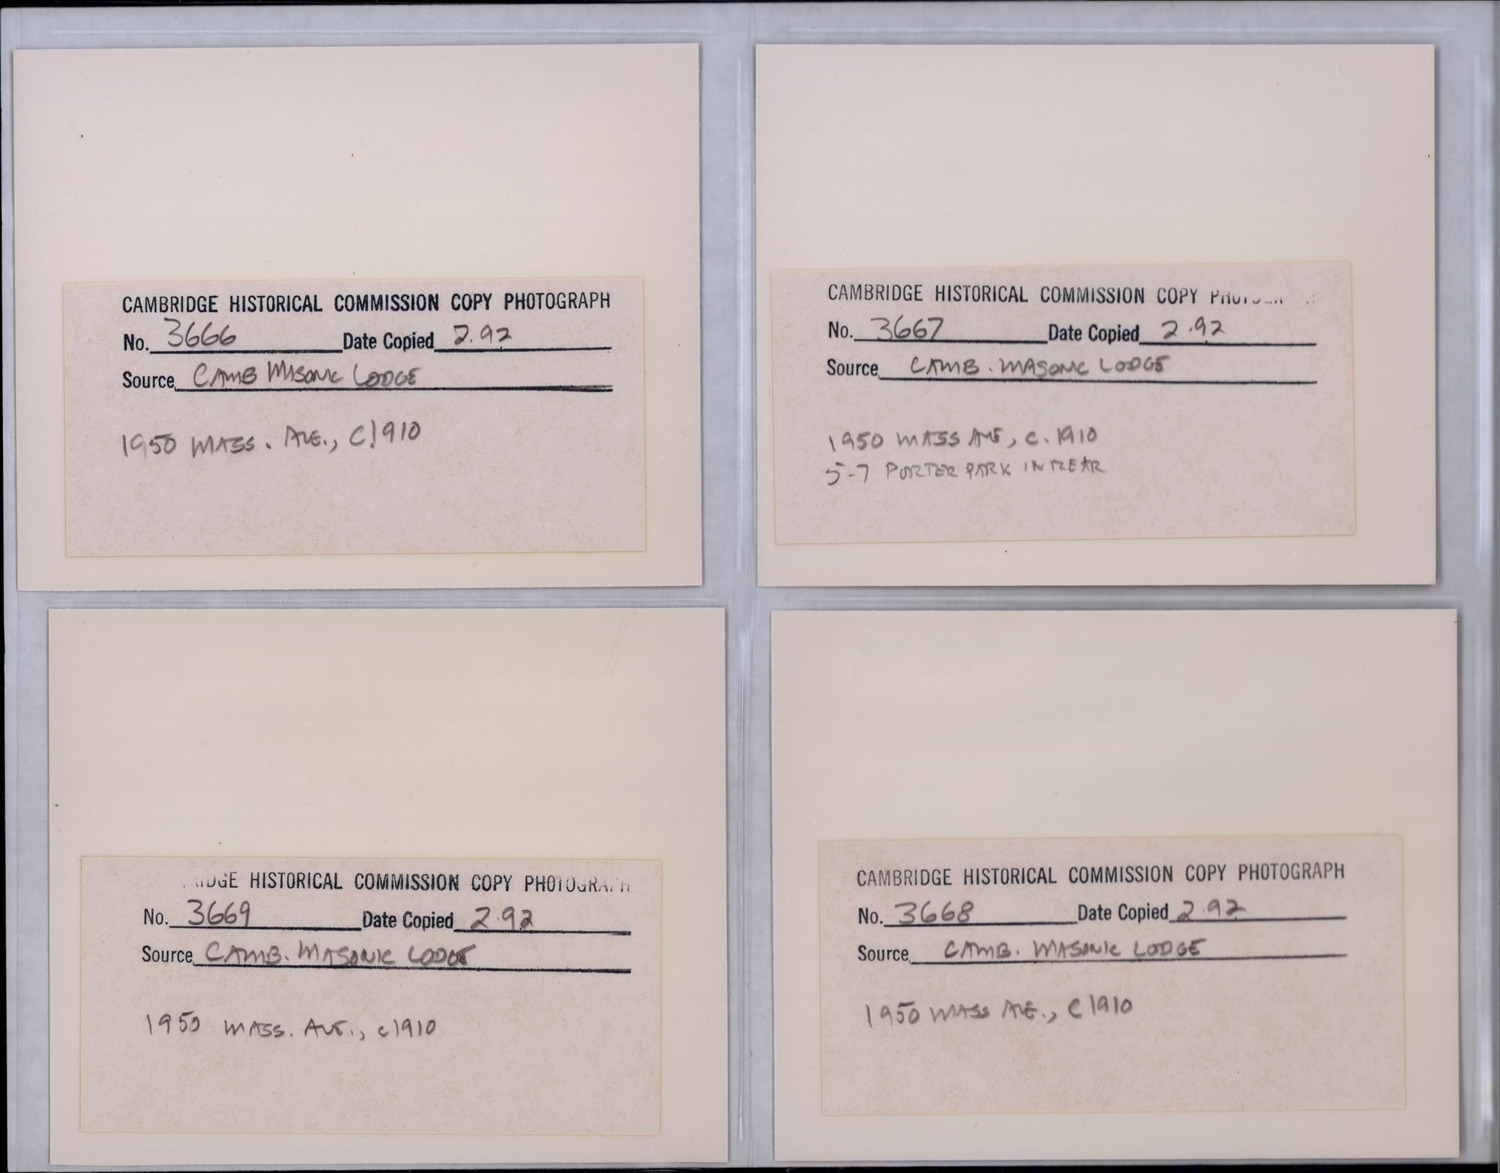 CAMBRIDGE HISTORICAL COMMISSION COPY PHOTOGRAPH
No. 3666 Date Copied 2.92
Source CAMB MASONIC LODGE
1950 MASS. AVE., C1910
CAMBRIDGE HISTORICAL COMMISSION COPY
No. 3667 Date Copied 2.92
Source CAMB. MASONIC LODGE
1950 MASS AVE, C. 1910
5-7 PORTER PARK IN REAR
HISTORICAL COMMISSION COPY PHOTOGRAPH
No. 3669 Date Copied 2.92
Source CAMB. MASONIC LODGE
1950 MASS. AVE., C1910
CAMBRIDGE HISTORICAL COMMISSION COPY PHOTOGRAPH
No. 3668 Date Copied 2.92
Source CAMB. MASONIC LODGE
1950 MASS AVE., C1910